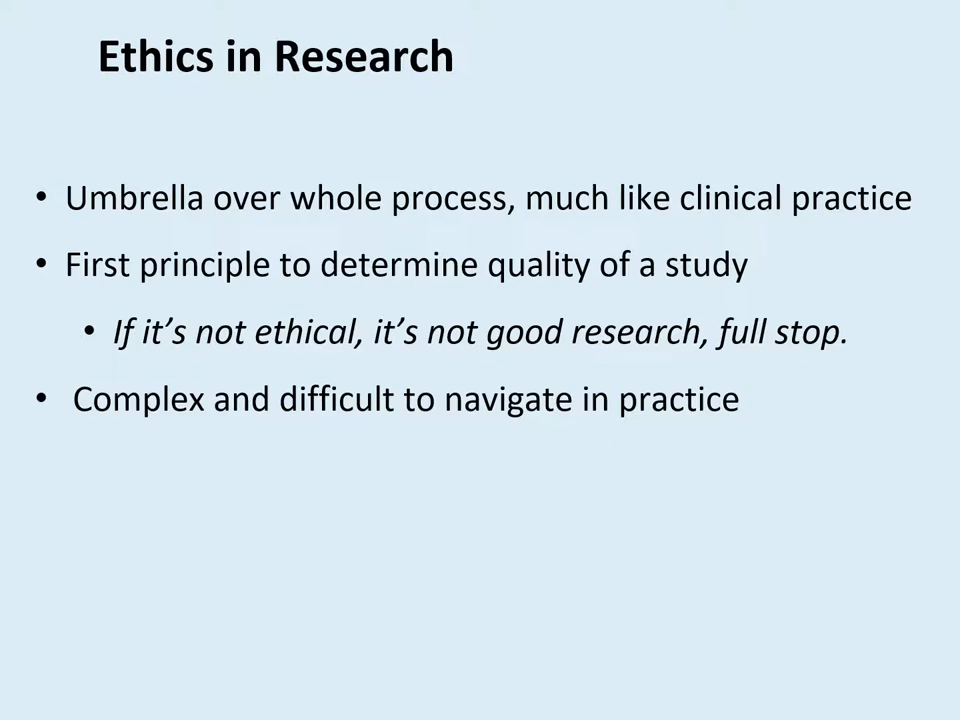 Ethics in Research
• Umbrella over whole process, much like clinical practice
• First principle to determine quality of a study
• If it’s not ethical, it’s not good research, full stop.
• Complex and difficult to navigate in practice